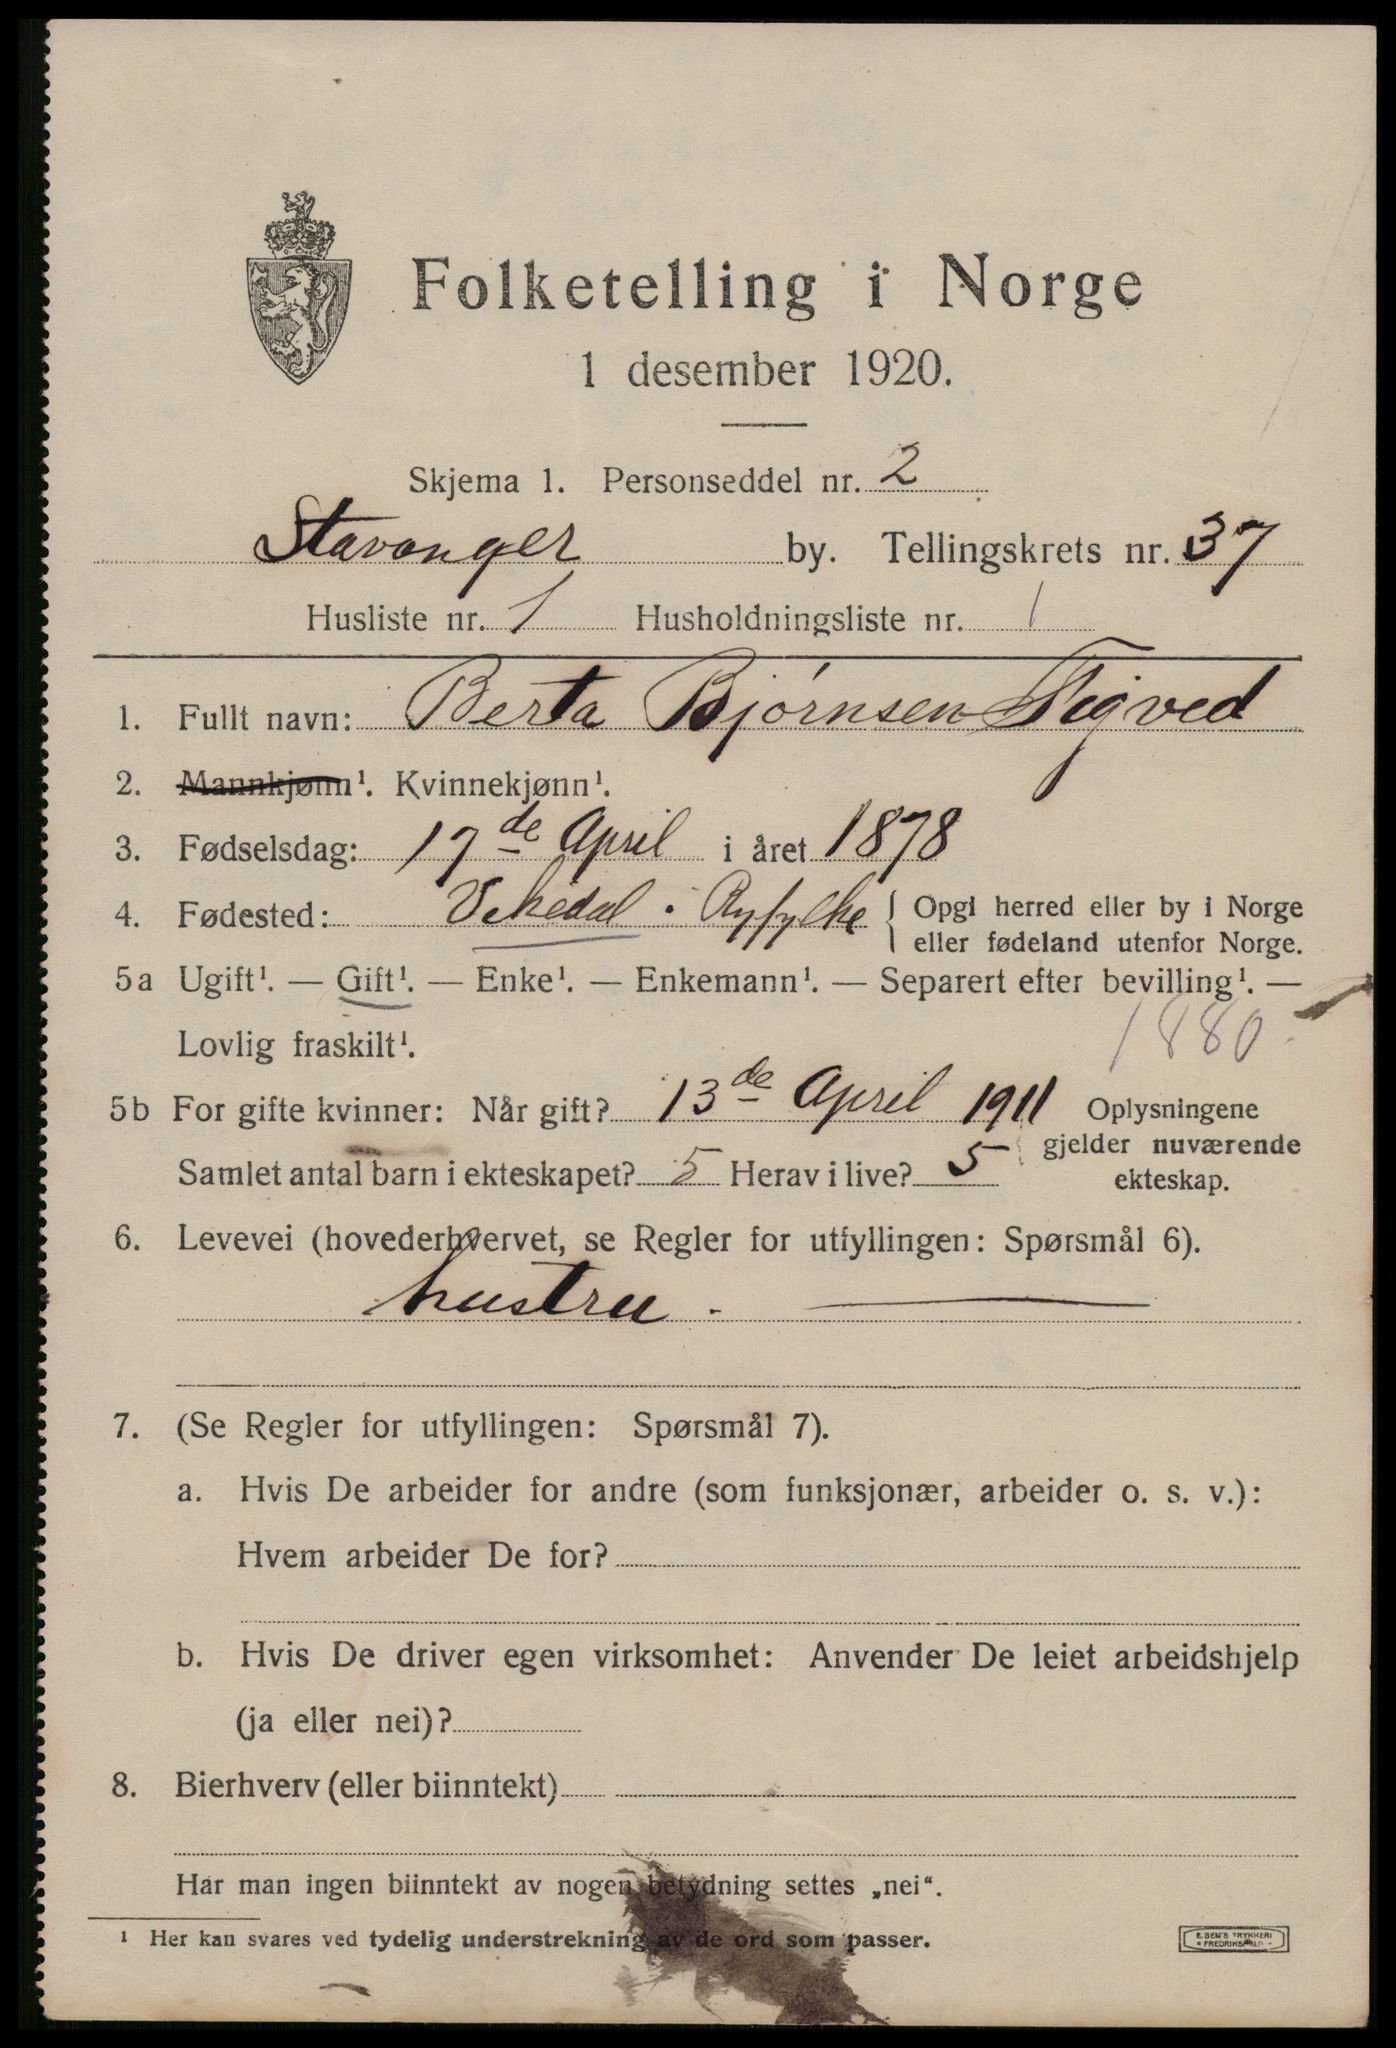 Folketelling i Norge
1 desember 1920.
Skjema 1. Personseddel nr. 2
Stavanger by. Tellingskrets nr. 37
Husliste nr. 1 Husholdningsliste nr. 1
1. Fullt navn: Berta Bjørnsen Tigved
2. Mannkjønn¹. Kvinnekjønn¹.
3. Fødselsdag: 17de April i året 1878
4. Fødested: Vikedal i Ryfylke { Opgi herred eller by i Norge
eller fødeland utenfor Norge.
5a Ugift¹. — Gift¹. — Enke¹. — Enkemann¹. — Separert efter bevilling¹. —
Lovlig fraskilt¹. 1880.
5b For gifte kvinner: Når gift? 13de April 1911 Oplysningene
gjelder nuværende
Samlet antal barn i ekteskapet? 5 Herav i live? 5 ekteskap.
6. Levevei (hovederhvervet, se Regler for utfyllingen: Spørsmål 6).
hustru.
7. (Se Regler for utfyllingen: Spørsmål 7).
a. Hvis De arbeider for andre (som funksjonær, arbeider o. s. v.):
Hvem arbeider De for?
b. Hvis De driver egen virksomhet: Anvender De leiet arbeidshjelp
(ja eller nei)?
8. Bierhverv (eller biinntekt)
Har man ingen biinntekt av nogen betydning settes „nei“.
¹ Her kan svares ved tydelig understrekning av de ord som passer.
E. SEM'S TRYKKERI
FREDRIKSHALD